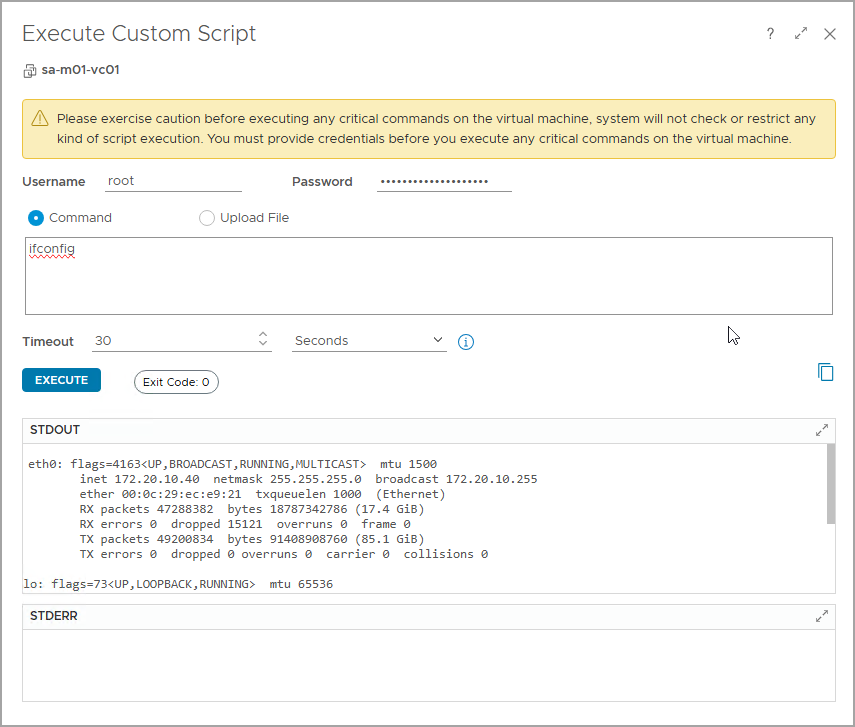 Execute Custom Script
?
sa-m01-vc01
Please exercise caution before executing any critical commands on the virtual machine, system will not check or restrict any
kind of script execution. You must provide credentials before you execute any critical commands on the virtual machine.
Username root Password ••••••••••••••••••••
Command Upload File
ifconfig
Timeout 30 Seconds
EXECUTE Exit Code: 0
STDOUT
eth0: flags=4163<UP,BROADCAST,RUNNING,MULTICAST>  mtu 1500
inet 172.20.10.40  netmask 255.255.255.0  broadcast 172.20.10.255
ether 00:0c:29:ec:e9:21  txqueuelen 1000  (Ethernet)
RX packets 47288382  bytes 18787342786 (17.4 GiB)
RX errors 0  dropped 15121  overruns 0  frame 0
TX packets 49200834  bytes 91408908760 (85.1 GiB)
TX errors 0  dropped 0 overruns 0  carrier 0  collisions 0
lo: flags=73<UP,LOOPBACK,RUNNING>  mtu 65536
STDERR